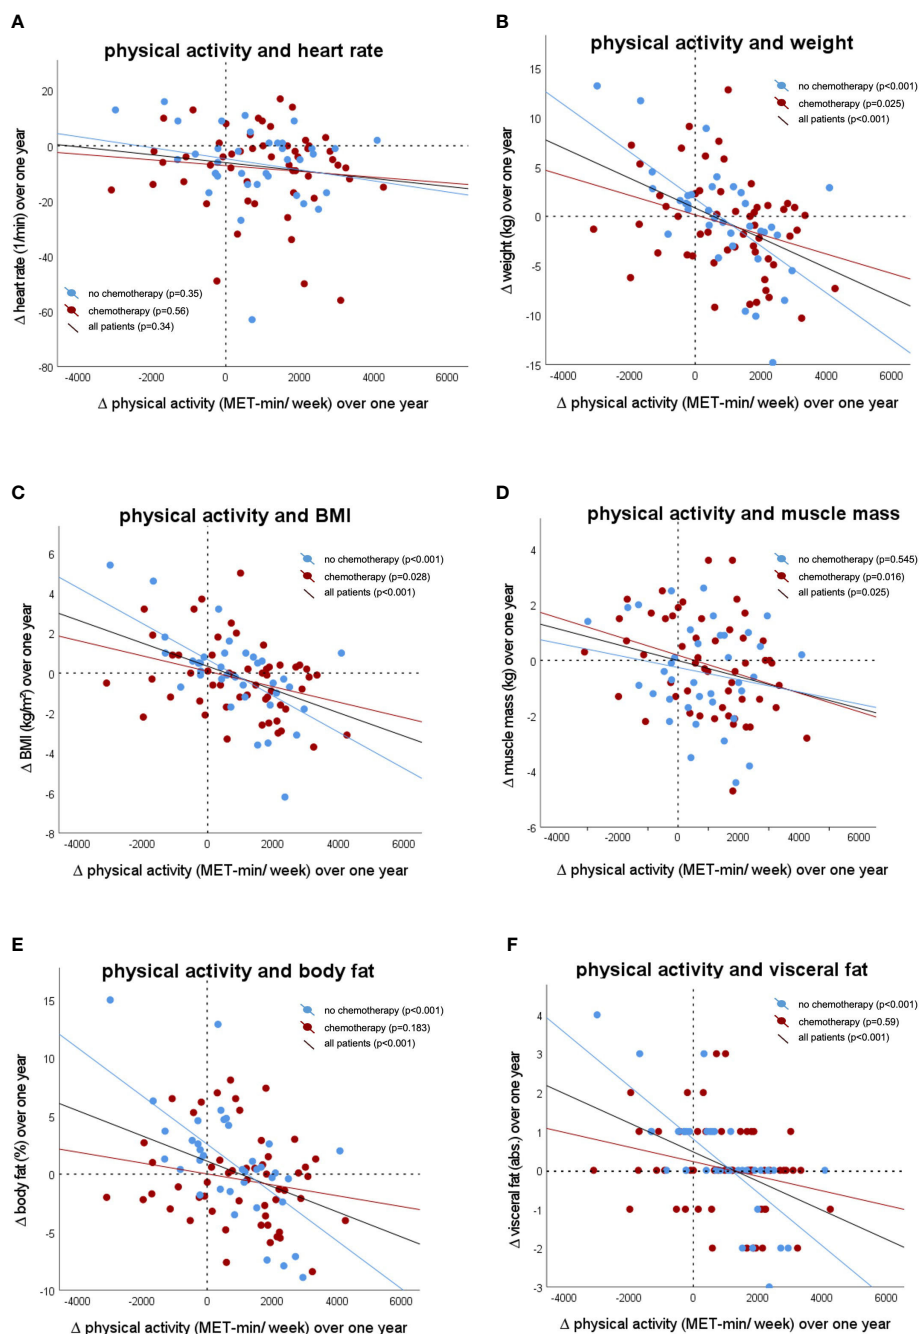 A
physical activity and heart rate
20
0
-20
-40
-60
-80
Δ heart rate (1/min) over one year
no chemotherapy (p=0.35)
chemotherapy (p=0.56)
all patients (p=0.34)
-4000 -2000 0 2000 4000 6000
Δ physical activity (MET-min/ week) over one year
B
physical activity and weight
15
10
5
0
-5
-10
-15
Δ weight (kg) over one year
no chemotherapy (p<0.001)
chemotherapy (p=0.025)
all patients (p<0.001)
-4000 -2000 0 2000 4000 6000
Δ physical activity (MET-min/ week) over one year
C
physical activity and BMI
6
4
2
0
-2
-4
-6
-8
Δ BMI (kg/m²) over one year
no chemotherapy (p<0.001)
chemotherapy (p=0.028)
all patients (p<0.001)
-4000 -2000 0 2000 4000 6000
Δ physical activity (MET-min/ week) over one year
D
physical activity and muscle mass
4
2
0
-2
-4
-6
Δ muscle mass (kg) over one year
no chemotherapy (p=0.545)
chemotherapy (p=0.016)
all patients (p=0.025)
-4000 -2000 0 2000 4000 6000
Δ physical activity (MET-min/ week) over one year
E
physical activity and body fat
15
10
5
0
-5
-10
Δ body fat (%) over one year
no chemotherapy (p<0.001)
chemotherapy (p=0.183)
all patients (p<0.001)
-4000 -2000 0 2000 4000 6000
Δ physical activity (MET-min/ week) over one year
F
physical activity and visceral fat
4
3
2
1
0
-1
-2
-3
Δ visceral fat (abs.) over one year
no chemotherapy (p<0.001)
chemotherapy (p=0.59)
all patients (p<0.001)
-4000 -2000 0 2000 4000 6000
Δ physical activity (MET-min/ week) over one year